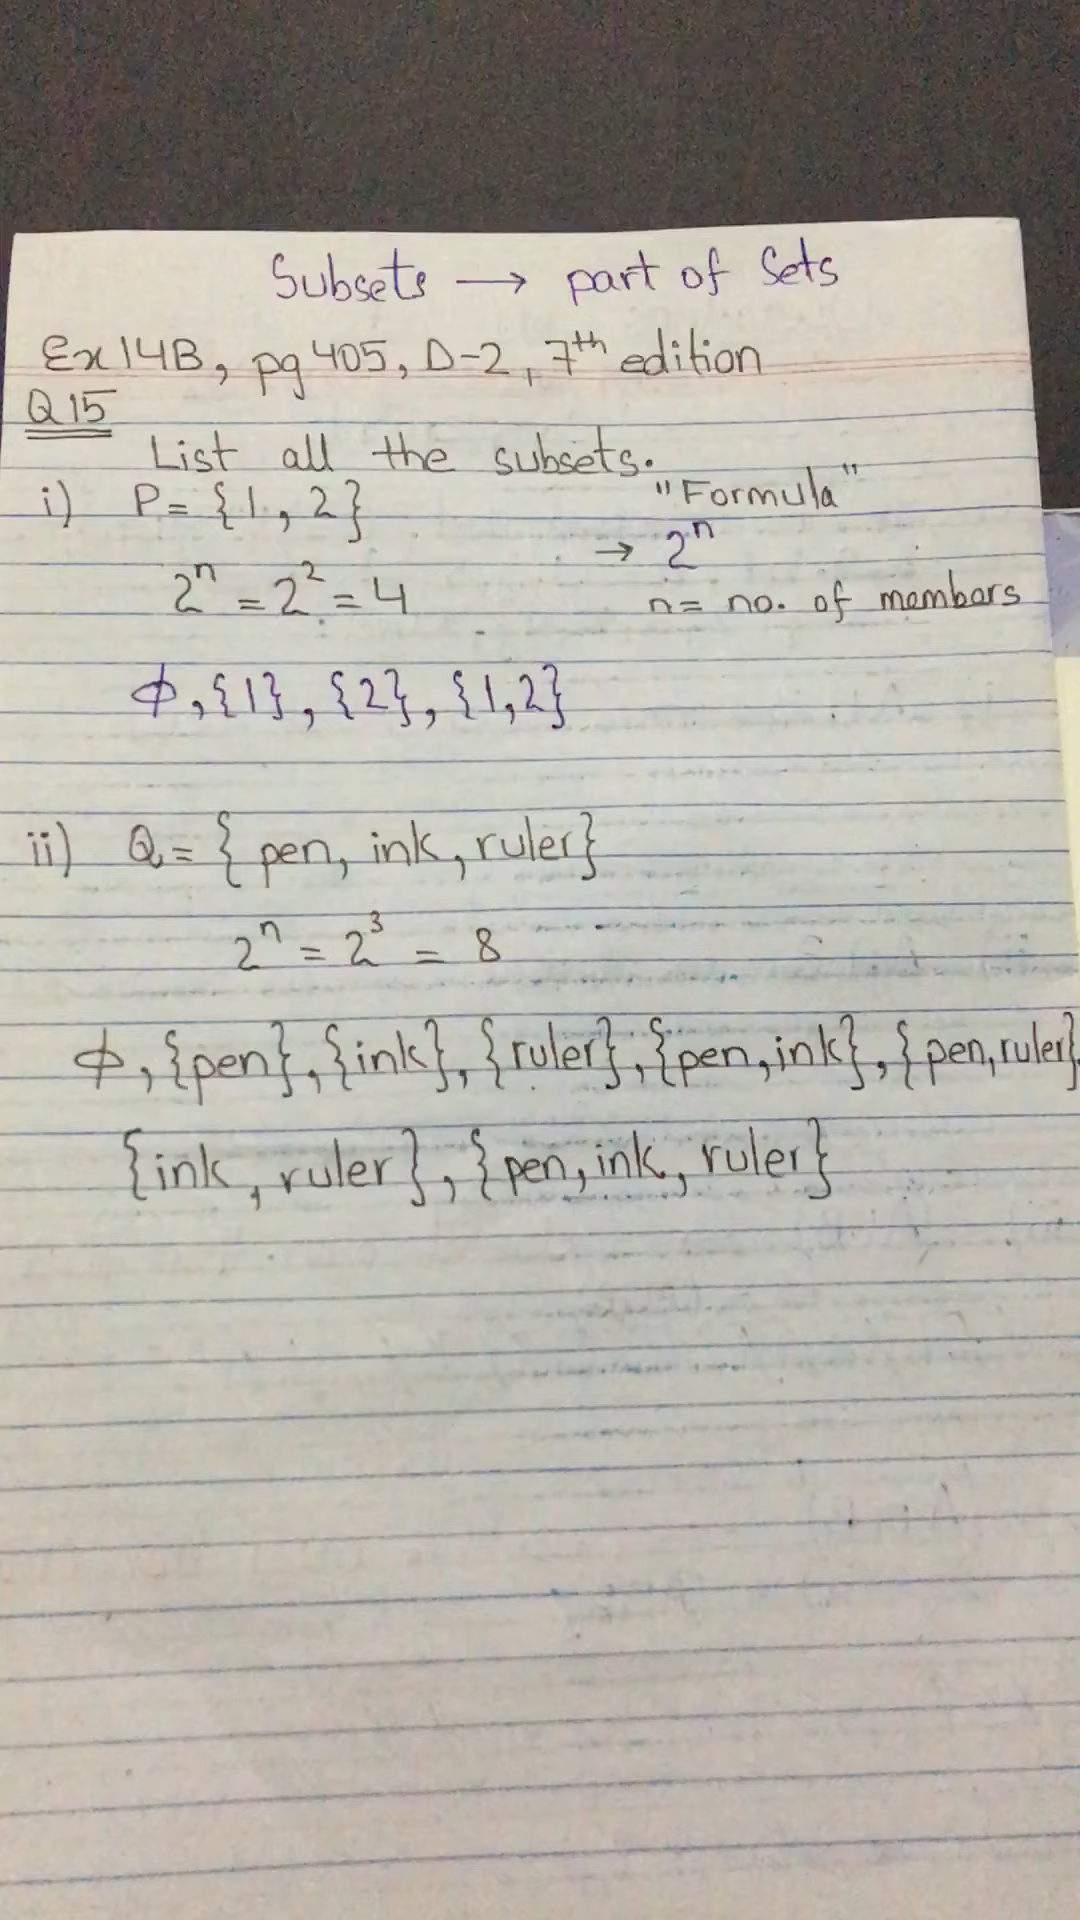 Subsets → part of Sets
Ex 14B, pg 405, D-2, 7th edition
Q15
List all the subsets.
i) P = {1, 2}
"Formula"
→ 2ⁿ
2ⁿ = 2² = 4
n = no. of members
ϕ, {1}, {2}, {1,2}
ii) Q = { pen, ink, ruler}
2ⁿ = 2³ = 8
ϕ, {pen}, {ink}, {ruler}, {pen, ink}, { pen, ruler}
{ink, ruler}, {pen, ink, ruler}